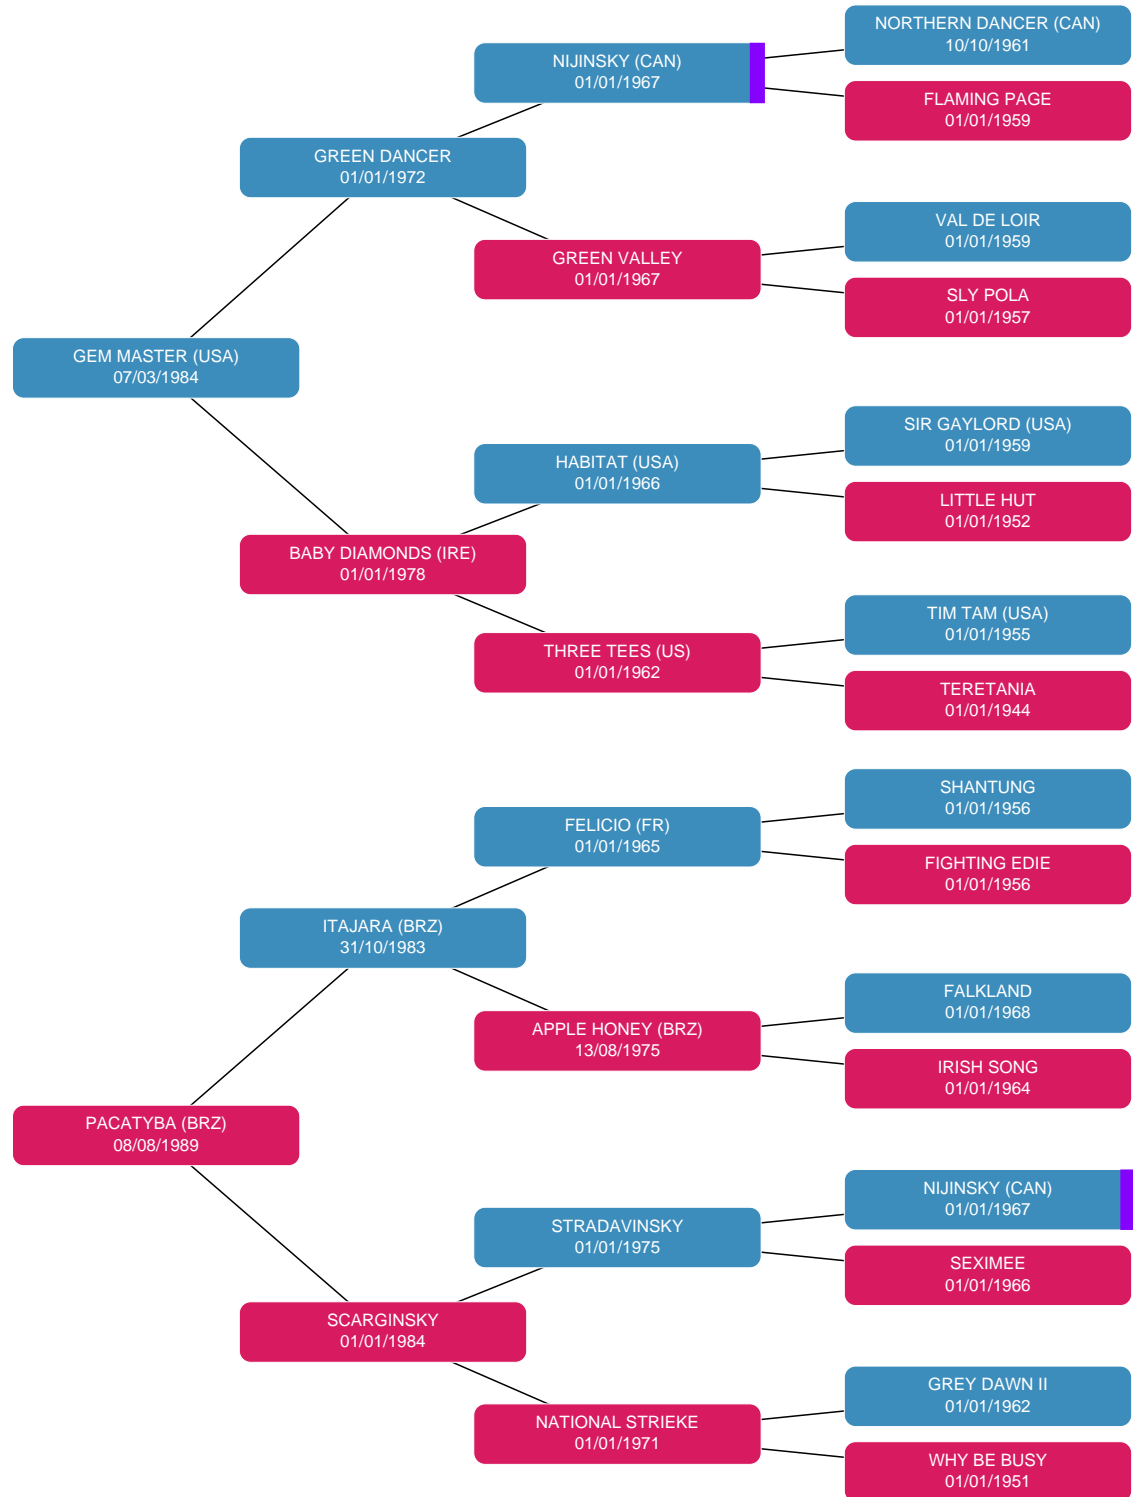 NORTHERN DANCER (CAN)
10/10/1961
NIJINSKY (CAN)
01/01/1967
FLAMING PAGE
01/01/1959
GREEN DANCER
01/01/1972
VAL DE LOIR
01/01/1959
GREEN VALLEY
01/01/1967
SLY POLA
01/01/1957
GEM MASTER (USA)
07/03/1984
SIR GAYLORD (USA)
01/01/1959
HABITAT (USA)
01/01/1966
LITTLE HUT
01/01/1952
BABY DIAMONDS (IRE)
01/01/1978
TIM TAM (USA)
01/01/1955
THREE TEES (US)
01/01/1962
TERETANIA
01/01/1944
SHANTUNG
01/01/1956
FELICIO (FR)
01/01/1965
FIGHTING EDIE
01/01/1956
ITAJARA (BRZ)
31/10/1983
FALKLAND
01/01/1968
APPLE HONEY (BRZ)
13/08/1975
IRISH SONG
01/01/1964
PACATYBA (BRZ)
08/08/1989
NIJINSKY (CAN)
01/01/1967
STRADAVINSKY
01/01/1975
SEXIMEE
01/01/1966
SCARGINSKY
01/01/1984
GREY DAWN II
01/01/1962
NATIONAL STRIEKE
01/01/1971
WHY BE BUSY
01/01/1951